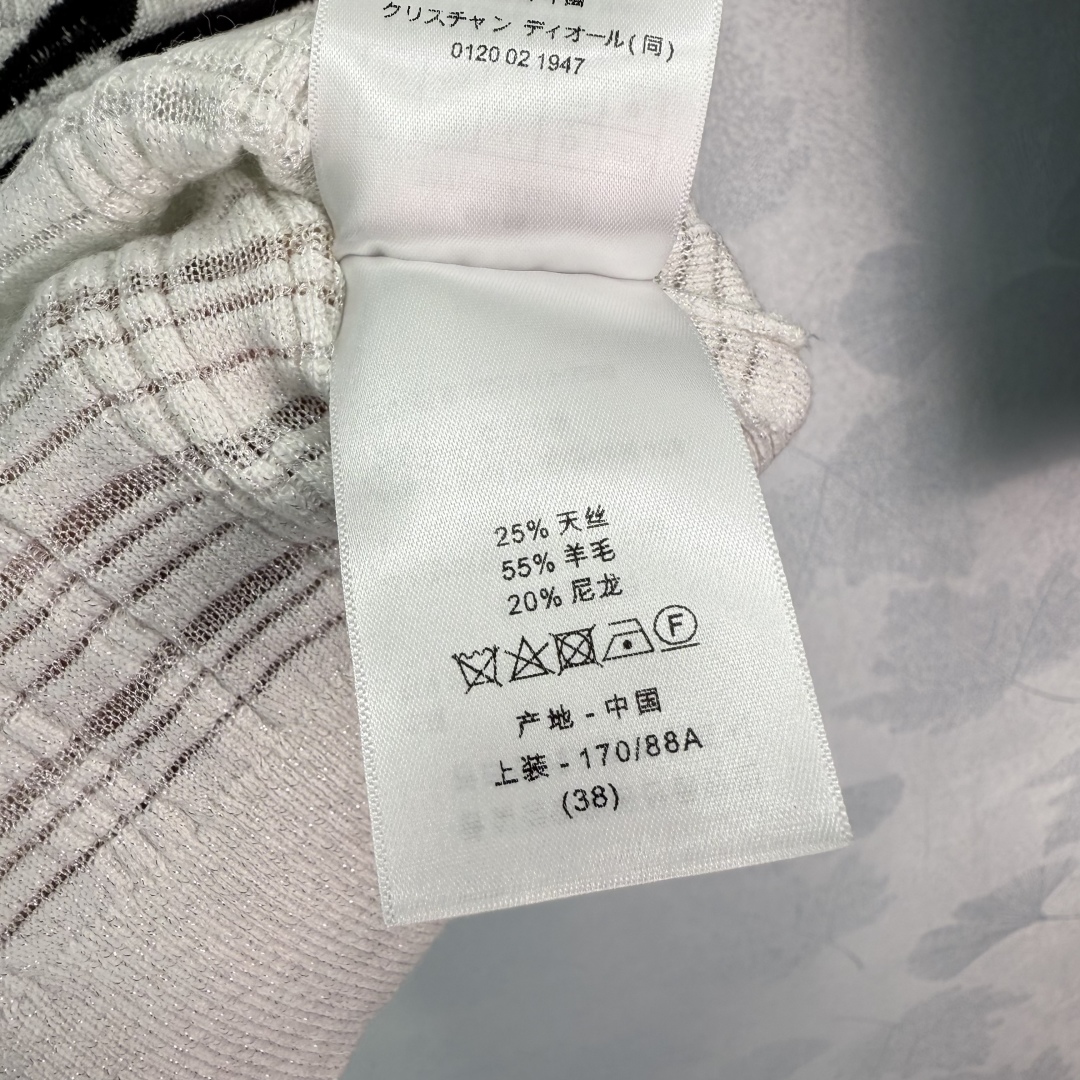 クリスチャン ディオール(同)
0120 02 1947
25% 天丝
55% 羊毛
20% 尼龙
F
产地 - 中国
上装 - 170/88A
(38)